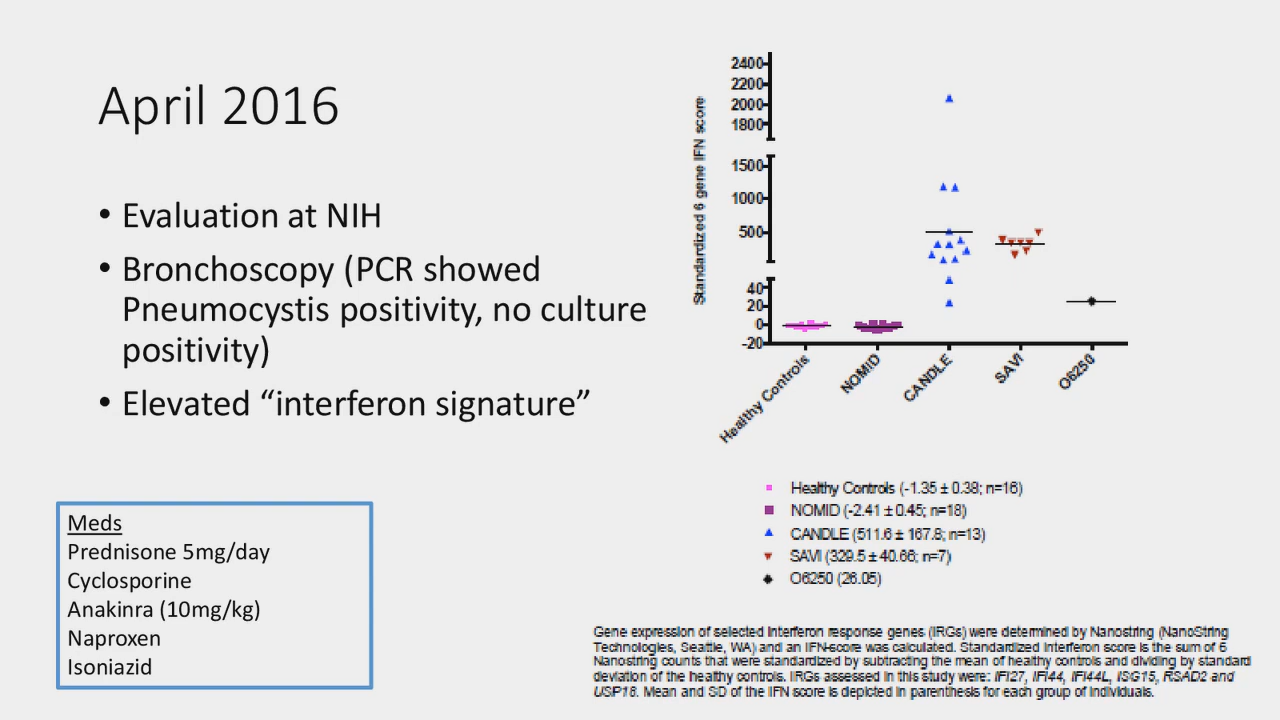 April 2016
• Evaluation at NIH
• Bronchoscopy (PCR showed
Pneumocystis positivity, no culture
positivity)
• Elevated “interferon signature”
Meds
Prednisone 5mg/day
Cyclosporine
Anakinra (10mg/kg)
Naproxen
Isoniazid
Standardized 6 gene IFN score
2400
2200
2000
1800
1500
1000
500
40
20
0
-20
Healthy Controls
NOMID
CANDLE
SAVI
O6250
Healthy Controls (-1.35 ± 0.38; n=16)
NOMID (-2.41 ± 0.45; n=18)
CANDLE (511.6 ± 167.8; n=13)
SAVI (329.5 ± 40.66; n=7)
O6250 (26.05)
Gene expression of selected Interferon response genes (IRGs) were determined by Nanostring (NanoString
Technologies, Seattle, WA) and an IFN-score was calculated. Standardized Interferon score is the sum of 6
Nanostring counts that were standardized by subtracting the mean of healthy controls and dividing by standard
deviation of the healthy controls. IRGs assessed in this study were: IFI27, IFI44, IFI44L, ISG15, RSAD2 and
USP18. Mean and SD of the IFN score is depicted in parenthesis for each group of individuals.